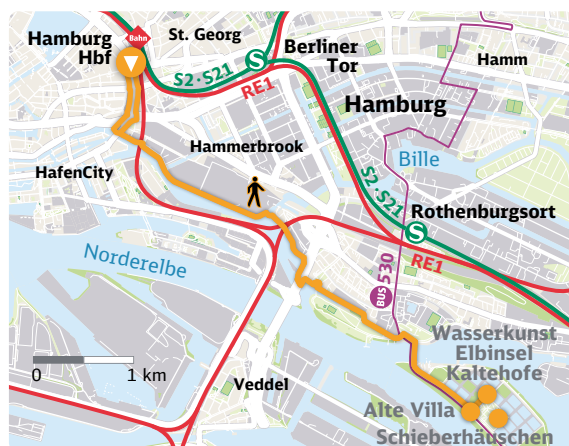 Hamburg
Hbf
Bahn
St. Georg
S
Berliner
Tor
Hamm
S2·S21
RE1
Hamburg
Hammerbrook
Bille
HafenCity
S2·S21
Rothenburgsort
S
Norderelbe
RE1
BUS 530
Wasserkunst
Elbinsel
Kaltehofe
0 1 km
Veddel
Alte Villa
Schieberhäuschen